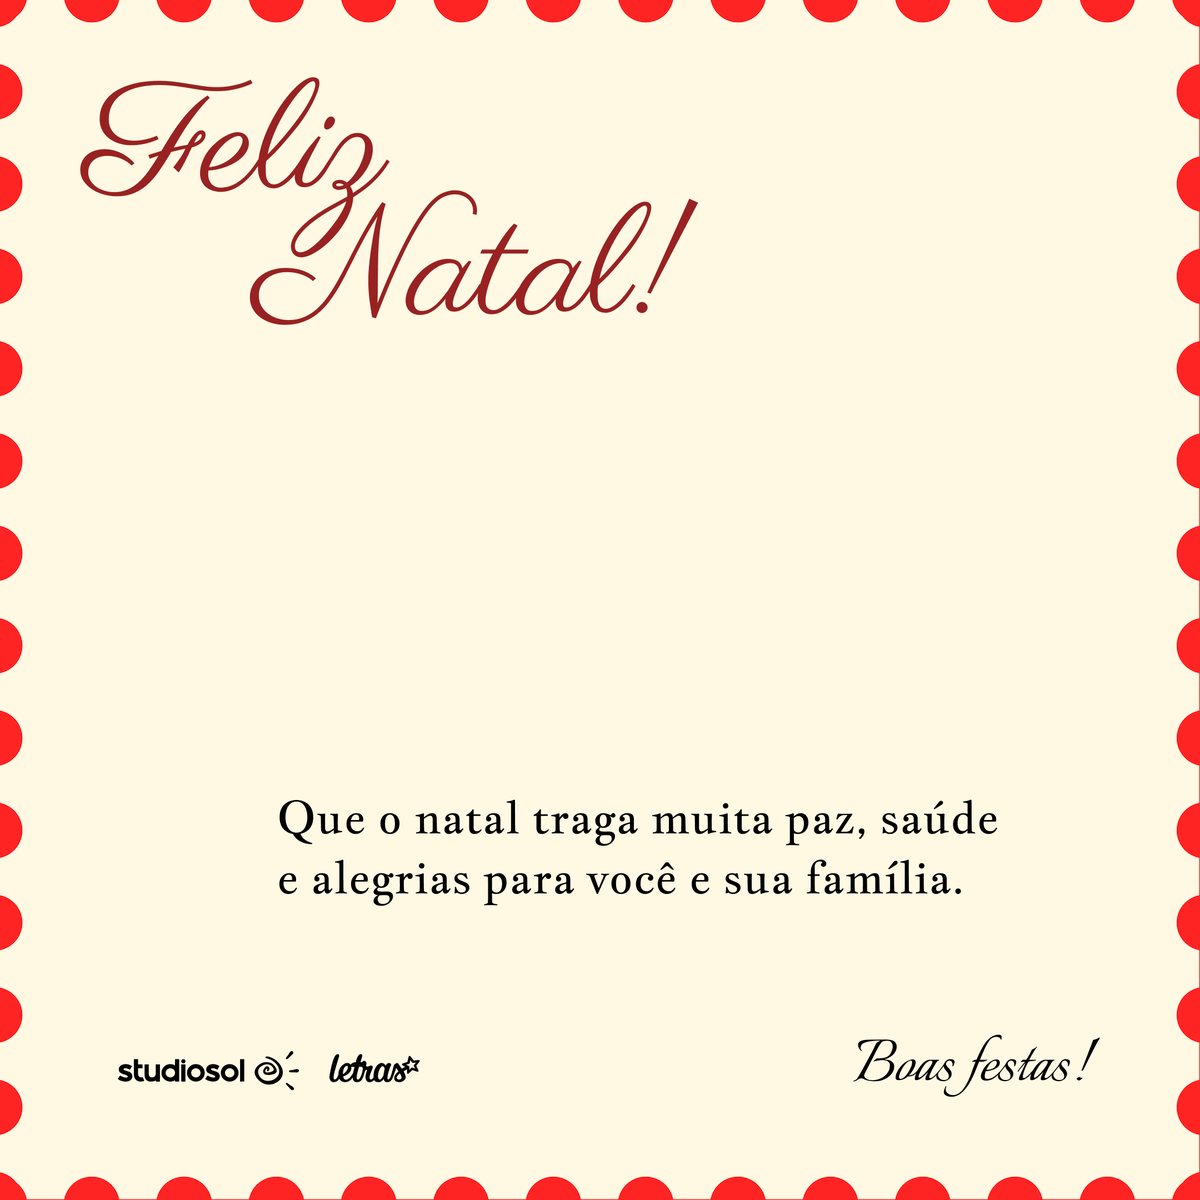 Feliz
Natal!
Que o natal traga muita paz, saúde
e alegrias para você e sua família.
studiosol letras
Boas festas!